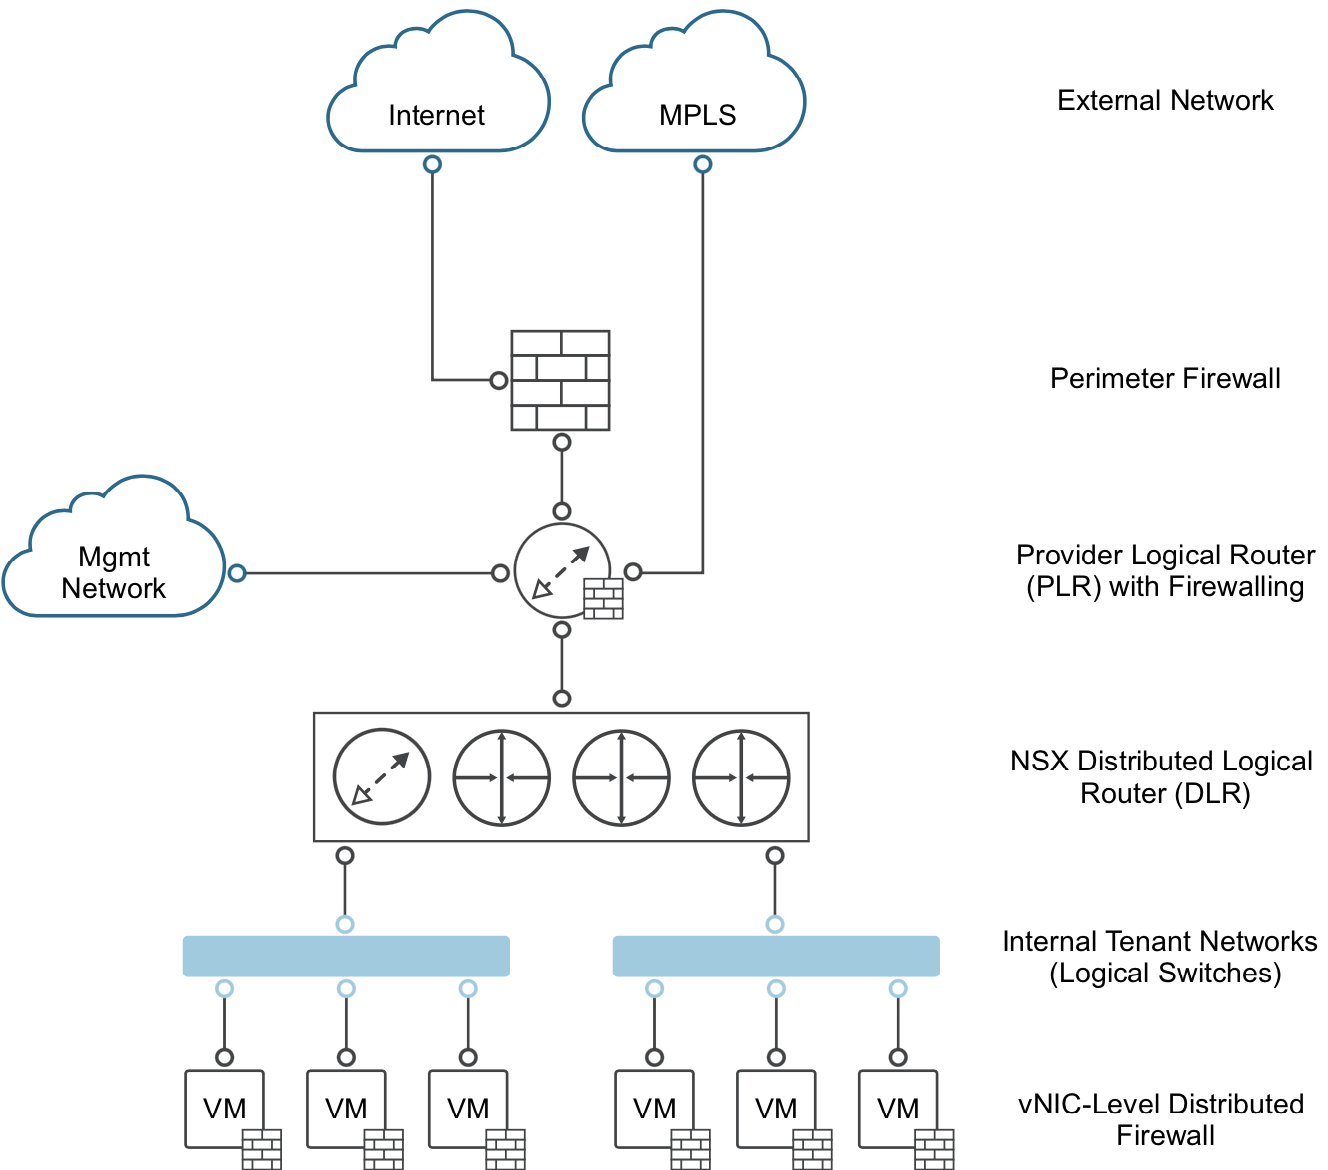 Internet
MPLS
External Network
Perimeter Firewall
Mgmt
Network
Provider Logical Router
(PLR) with Firewalling
NSX Distributed Logical
Router (DLR)
Internal Tenant Networks
(Logical Switches)
VM
VM
VM
VM
VM
VM
vNIC-Level Distributed
Firewall